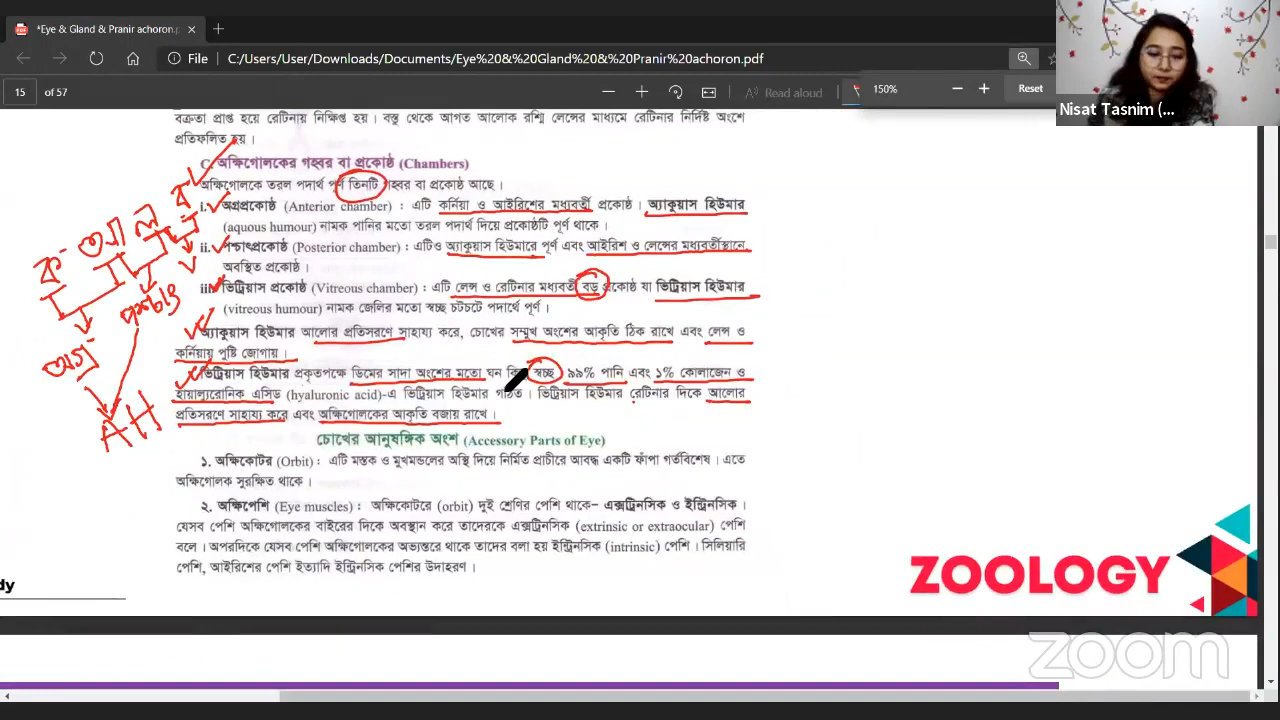 *Eye & Gland & Pranir achoron.pdf
File C:/Users/User/Downloads/Documents/Eye%20&%20Gland%20&%20Pranir%20achoron.pdf
15 of 57
Read aloud
150%
Reset
Nisat Tasnim (...
বক্রতা প্রাপ্ত হয়ে রেটিনায় নিক্ষিপ্ত হয়। বস্তু থেকে আগত আলোক রশ্মি লেন্সের মাধ্যমে রেটিনার নির্দিষ্ট অংশে
প্রতিফলিত হয়।
C. অক্ষিগোলকের গহ্বর বা প্রকোষ্ঠ (Chambers)
অক্ষিগোলকে তরল পদার্থ পূর্ণ তিনটি গহ্বর বা প্রকোষ্ঠ আছে।
i. অগ্রপ্রকোষ্ঠ (Anterior chamber) : এটি কর্নিয়া ও আইরিশের মধ্যবর্তী প্রকোষ্ঠ। অ্যাকুয়াস হিউমার
(aquous humour) নামক পানির মতো তরল পদার্থ দিয়ে প্রকোষ্ঠটি পূর্ণ থাকে।
ii. পশ্চাৎপ্রকোষ্ঠ (Posterior chamber) : এটিও অ্যাকুয়াস হিউমারে পূর্ণ এবং আইরিশ ও লেন্সের মধ্যবর্তীস্থানে
অবস্থিত প্রকোষ্ঠ।
iii. ভিট্রিয়াস প্রকোষ্ঠ (Vitreous chamber) : এটি লেন্স ও রেটিনার মধ্যবর্তী বড় প্রকোষ্ঠ যা ভিট্রিয়াস হিউমার
(vitreous humour) নামক জেলির মতো স্বচ্ছ চটচটে পদার্থে পূর্ণ।
অ্যাকুয়াস হিউমার আলোর প্রতিসরণে সাহায্য করে, চোখের সম্মুখ অংশের আকৃতি ঠিক রাখে এবং লেন্স ও
কর্নিয়ায় পুষ্টি জোগায়।
ভিট্রিয়াস হিউমার প্রকৃতপক্ষে ডিমের সাদা অংশের মতো ঘন স্বচ্ছ ৯৯% পানি এবং ১% কোলাজেন ও
হায়াল্যুরোনিক এসিড (hyaluronic acid)-এ ভিট্রিয়াস হিউমার গঠিত। ভিট্রিয়াস হিউমার রেটিনার দিকে আলোর
প্রতিসরণে সাহায্য করে এবং অক্ষিগোলকের আকৃতি বজায় রাখে।
ক অ্যা ল ক
পশ্চাৎ
অগ্র
AH
চোখের আনুষঙ্গিক অংশ (Accessory Parts of Eye)
১. অক্ষিকোটর (Orbit) : এটি মস্তক ও মুখমন্ডলের অস্থি দিয়ে নির্মিত প্রাচীরে আবদ্ধ একটি ফাঁপা গর্তবিশেষ। এতে
অক্ষিগোলক সুরক্ষিত থাকে।
২. অক্ষিপেশি (Eye muscles) : অক্ষিকোটরে (orbit) দুই শ্রেণির পেশি থাকে– এক্সট্রিনসিক ও ইন্ট্রিনসিক।
যেসব পেশি অক্ষিগোলকের বাইরের দিকে অবস্থান করে তাদেরকে এক্সট্রিনসিক (extrinsic or extraocular) পেশি
বলে। অপরদিকে যেসব পেশি অক্ষিগোলকের অভ্যন্তরে থাকে তাদের বলা হয় ইন্ট্রিনসিক (intrinsic) পেশি। সিলিয়ারি
পেশি, আইরিশের পেশি ইত্যাদি ইন্ট্রিনসিক পেশির উদাহরণ।
dy
ZOOLOGY
zoom